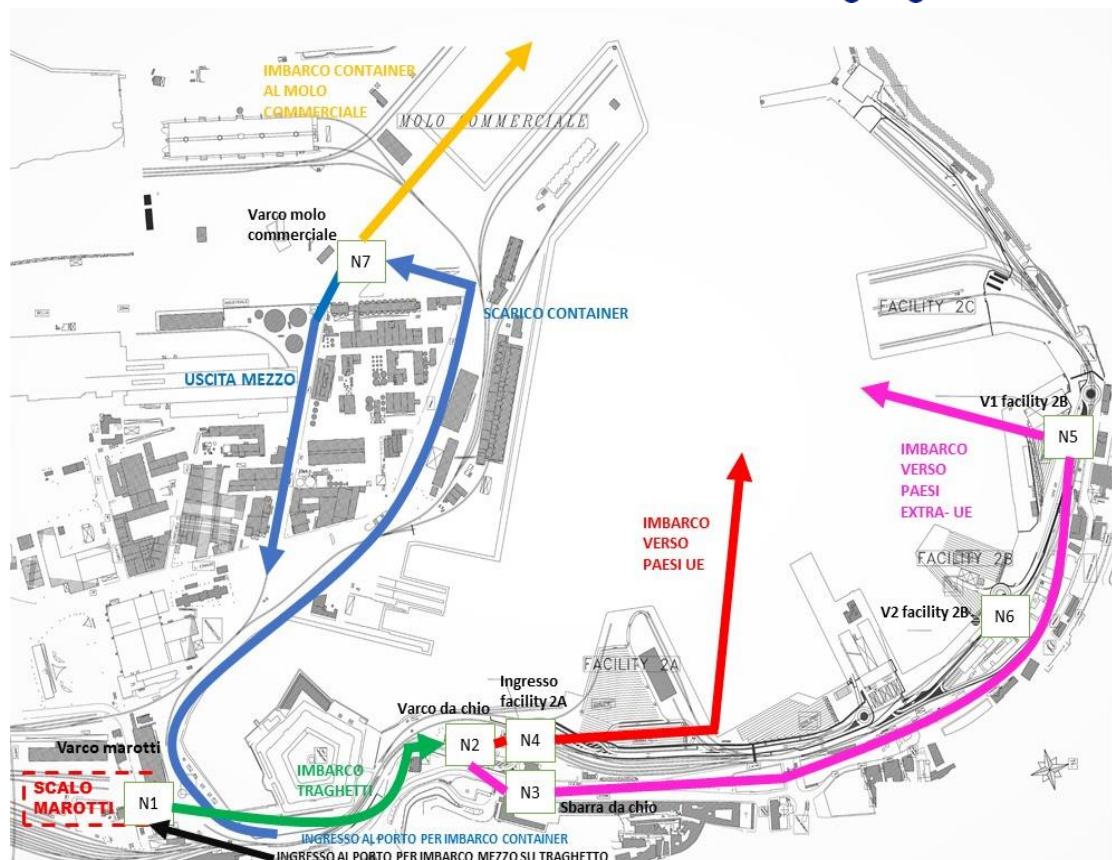 IMBARCO CONTAINER
AL MOLO
COMMERCIALE
MOLO COMMERCIALE
Varco molo
commerciale
N7
SCARICO CONTAINER
USCITA MEZZO
FACILITY 2C
V1 facility 2B
N5
IMBARCO
VERSO
PAESI
EXTRA- UE
IMBARCO
VERSO
PAESI UE
FACILITY 2B
V2 facility 2B
N6
FACILITY 2A
Ingresso
facility 2A
Varco da chio
N2
N4
Varco marotti
IMBARCO
TRAGHETTI
SCALO
MAROTTI
N1
N3
Sbarra da chio
INGRESSO AL PORTO PER IMBARCO CONTAINER
INGRESSO AL PORTO PER IMBARCO MEZZO SU TRAGHETTO